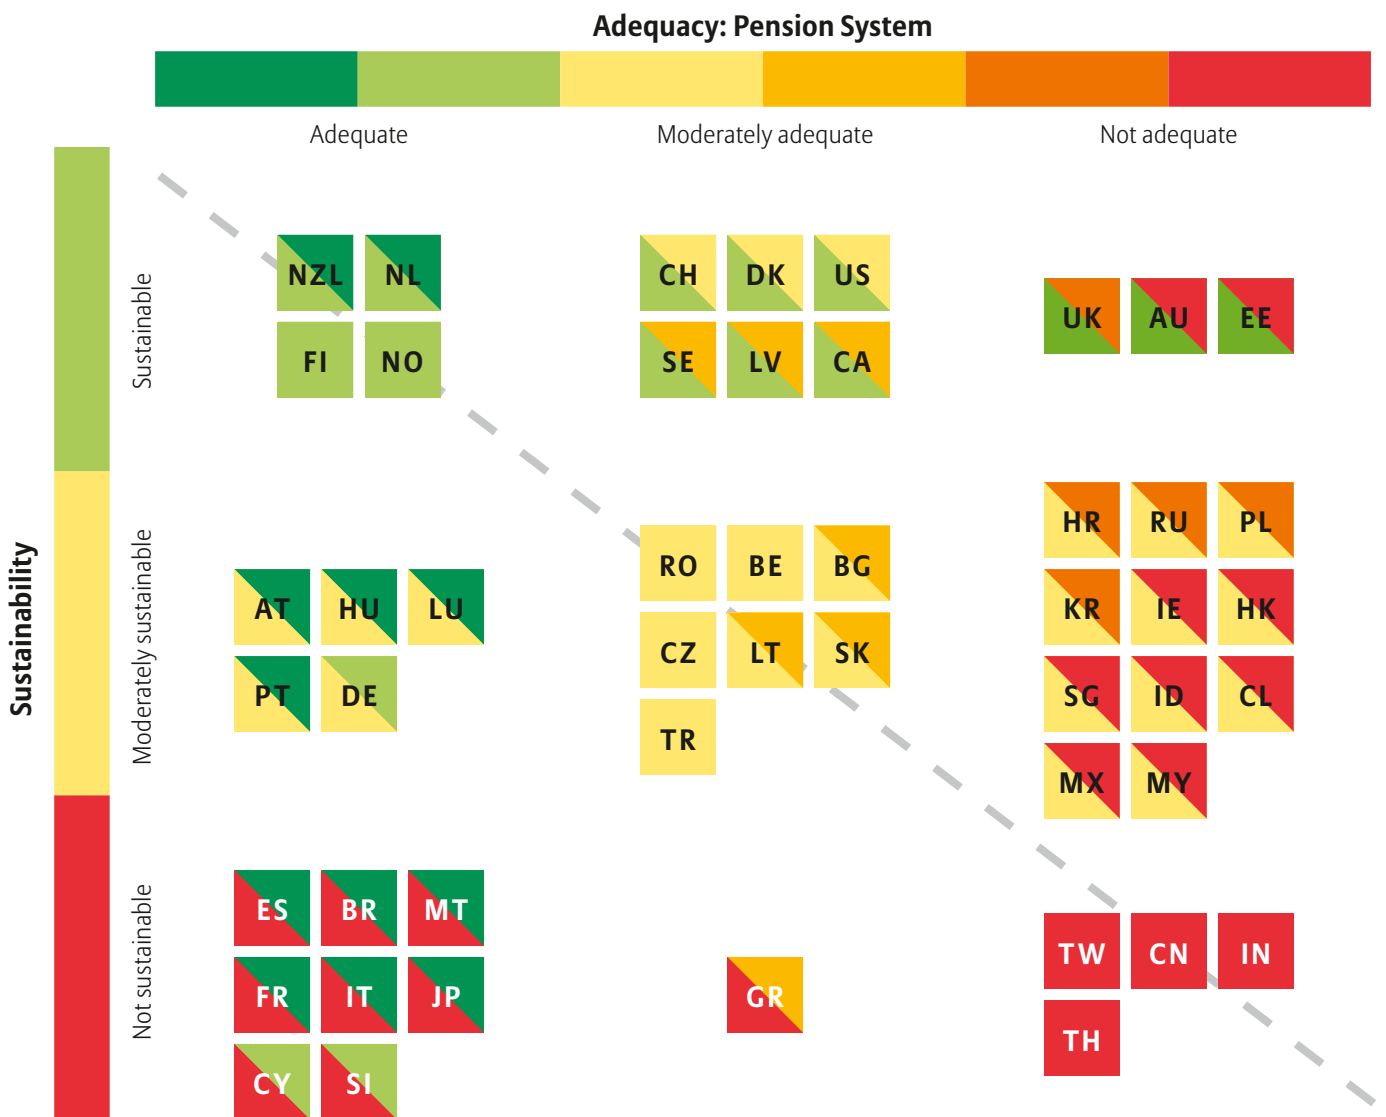 Adequacy: Pension System
Adequate
Moderately adequate
Not adequate
Sustainability
Sustainable
NZL NL
FI NO
CH DK US
SE LV CA
UK AU EE
Moderately sustainable
AT HU LU
PT DE
RO BE BG
CZ LT SK
TR
HR RU PL
KR IE HK
SG ID CL
MX MY
Not sustainable
ES BR MT
FR IT JP
CY SI
GR
TW CN IN
TH